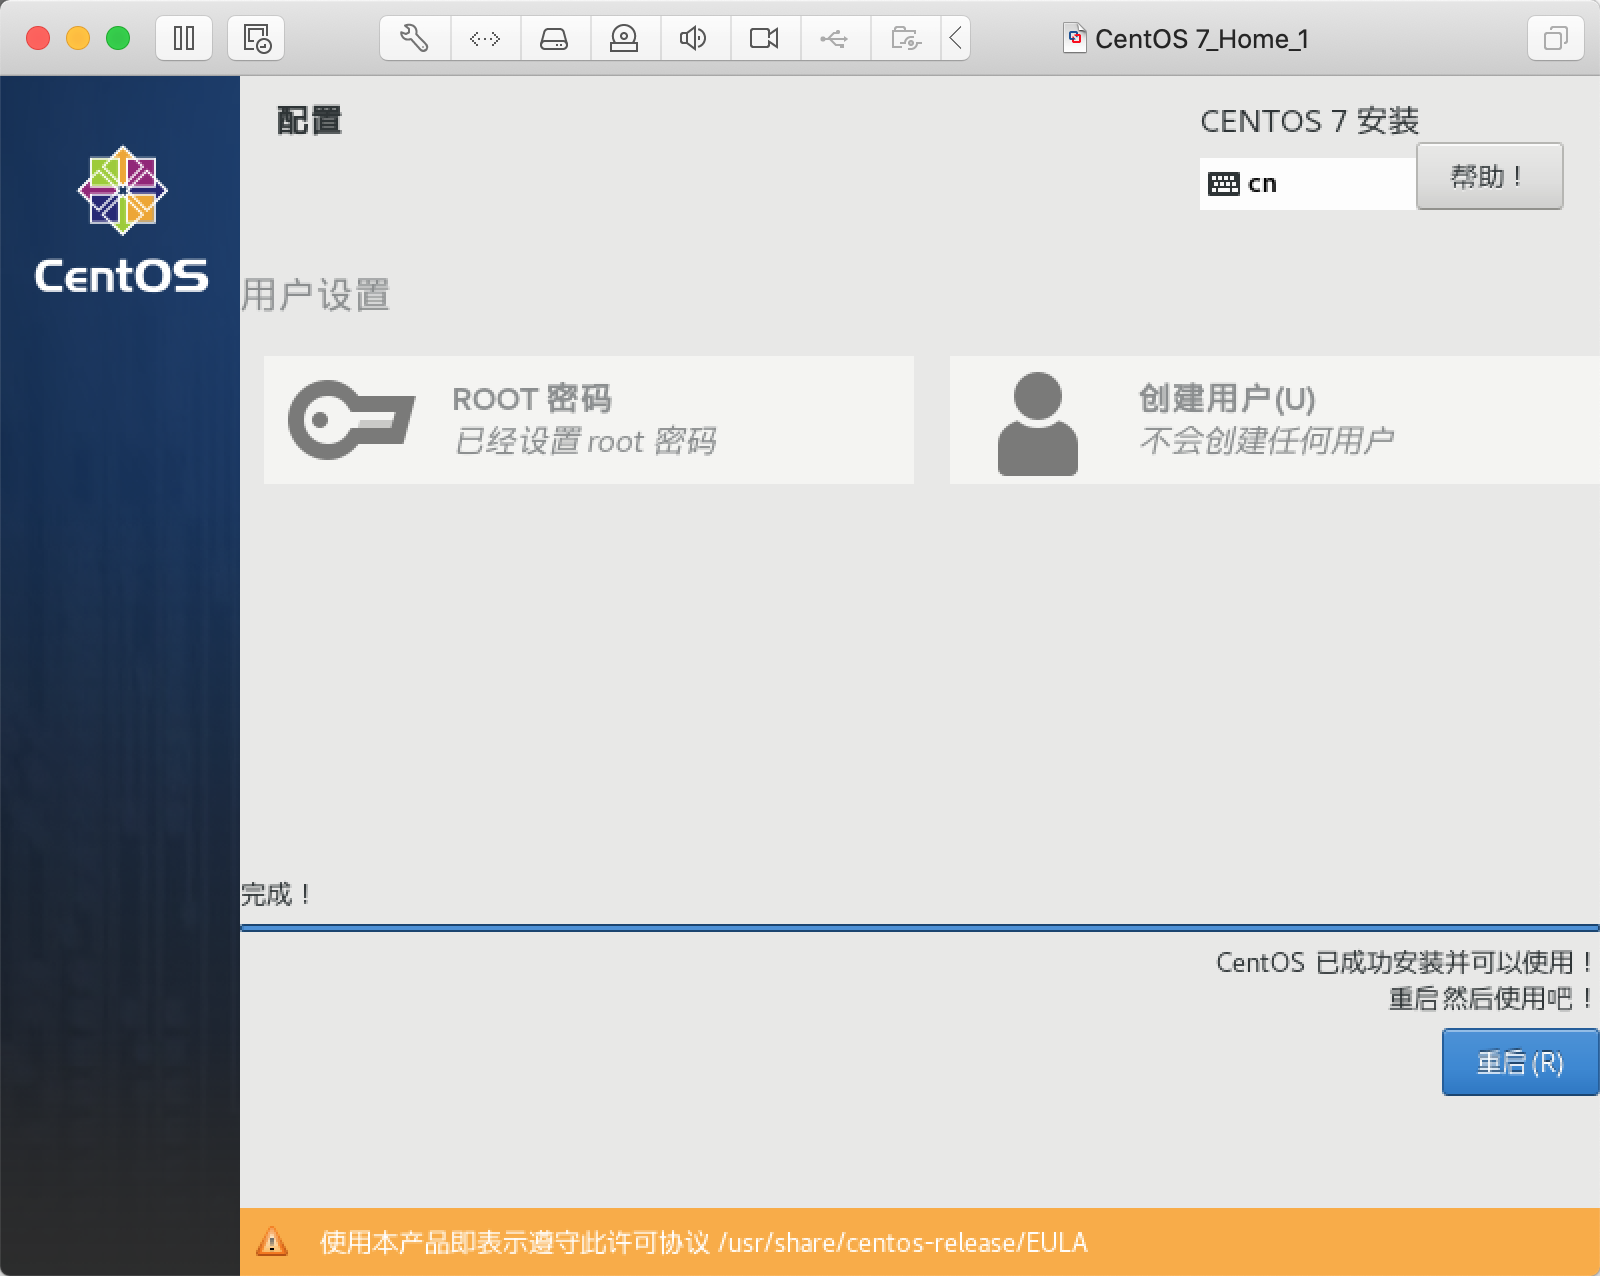 CentOS 7_Home_1
CentOS
配置
CENTOS 7 安装
cn
帮助！
用户设置
ROOT 密码
已经设置 root 密码
创建用户(U)
不会创建任何用户
完成！
CentOS 已成功安装并可以使用！
重启然后使用吧！
重启(R)
使用本产品即表示遵守此许可协议 /usr/share/centos-release/EULA